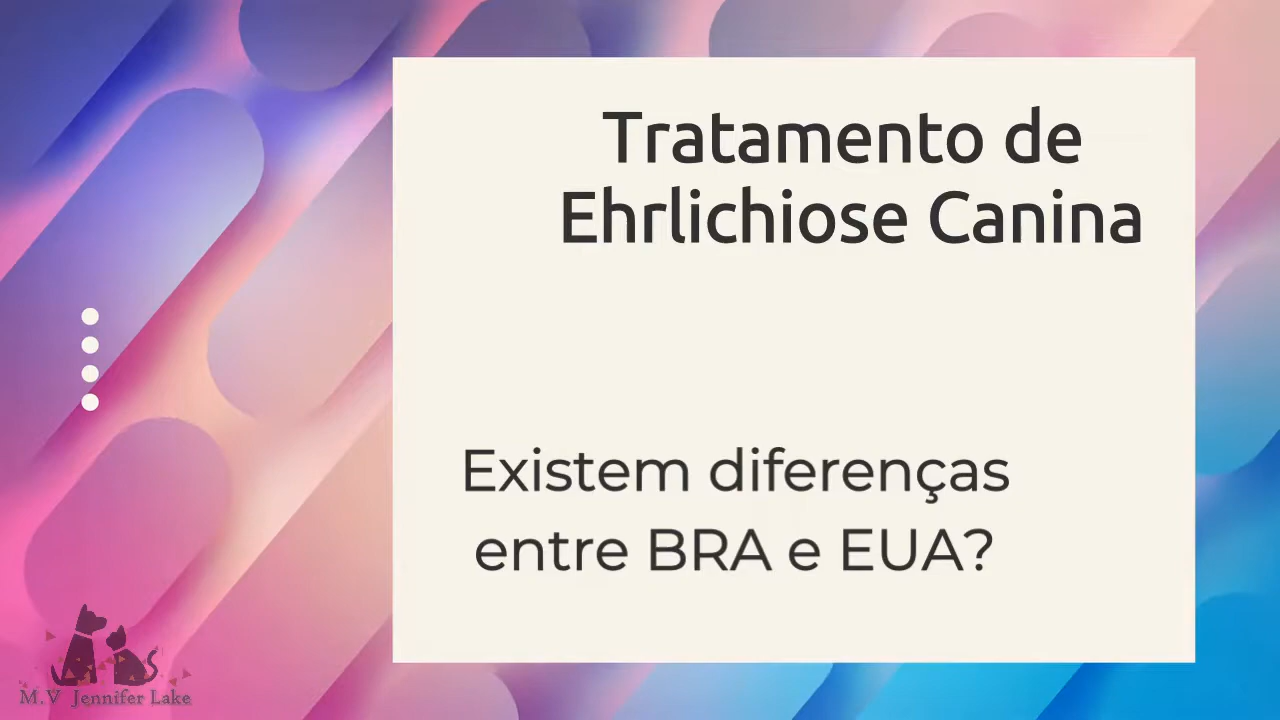 Tratamento de
Ehrlichiose Canina
Existem diferenças
entre BRA e EUA?
M.V Jennifer Lake